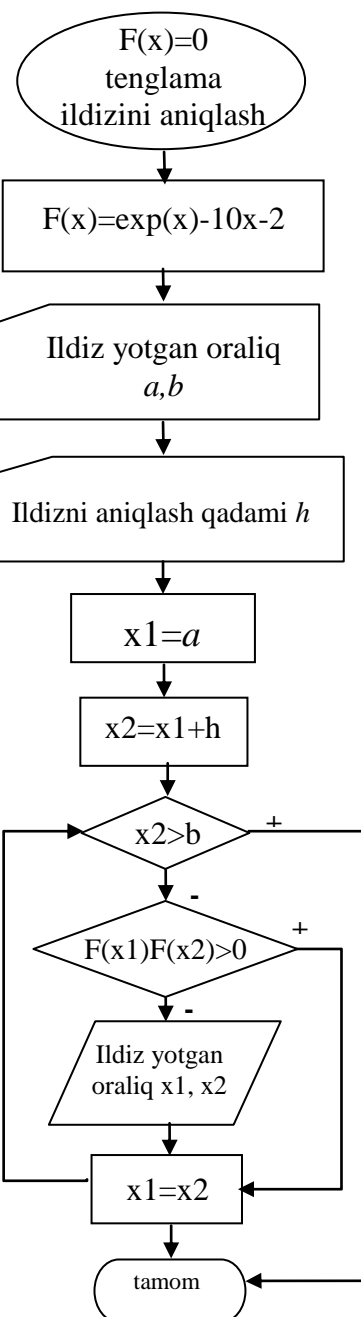 F(x)=0
tenglama
ildizini aniqlash
F(x)=exp(x)-10x-2
Ildiz yotgan oraliq
a,b
Ildizni aniqlash qadami h
x1=a
x2=x1+h
x2>b
+
-
F(x1)F(x2)>0
+
-
Ildiz yotgan
oraliq x1, x2
x1=x2
tamom